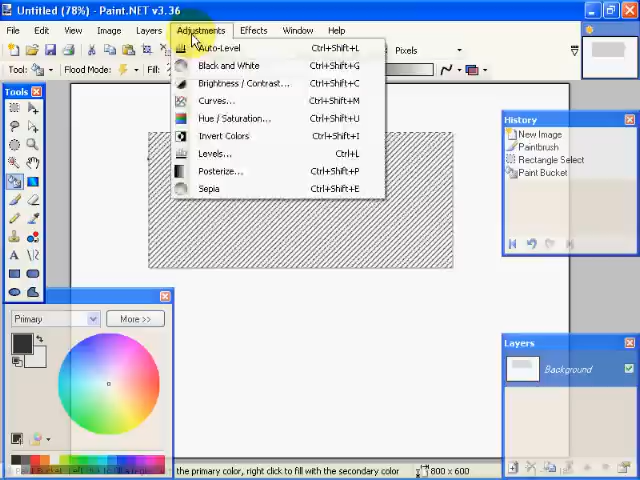 Untitled (78%) - Paint.NET v3.36
File Edit View Image Layers Adjustments Effects Window Help
Pixels
Tool: Flood Mode: Fill:
Auto-Level Ctrl+Shift+L
Black and White Ctrl+Shift+G
Brightness / Contrast... Ctrl+Shift+C
Curves... Ctrl+Shift+M
Hue / Saturation... Ctrl+Shift+U
Invert Colors Ctrl+Shift+I
Levels... Ctrl+L
Posterize... Ctrl+Shift+P
Sepia Ctrl+Shift+E
Tools
History
New Image
Paintbrush
Rectangle Select
Paint Bucket
Primary
More >>
Layers
Background
the primary color, right click to fill with the secondary color
800 x 600